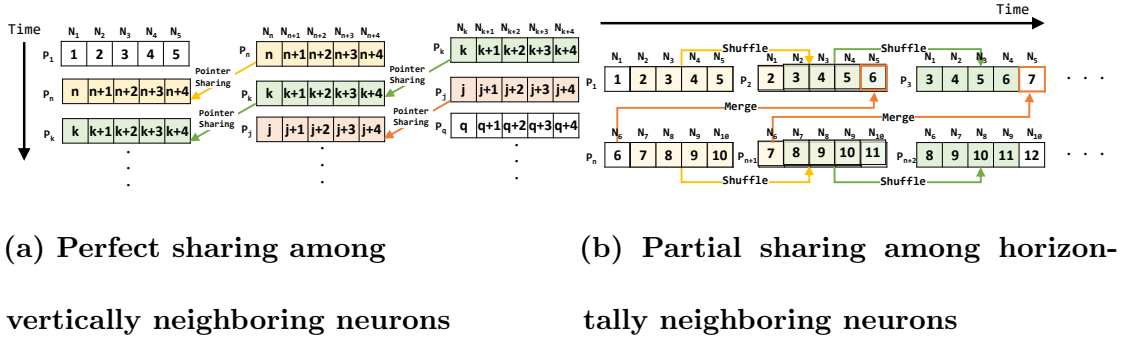 Time
N1 N2 N3 N4 N5
P1 1 2 3 4 5
Pn n n+1 n+2 n+3 n+4
Pk k k+1 k+2 k+3 k+4
Nn Nn+1 Nn+2 Nn+3 Nn+4
Pn n n+1 n+2 n+3 n+4
Pointer
Sharing
Pk k k+1 k+2 k+3 k+4
Pointer
Sharing
Pj j j+1 j+2 j+3 j+4
Nk Nk+1 Nk+2 Nk+3 Nk+4
Pk k k+1 k+2 k+3 k+4
Pointer
Sharing
Pj j j+1 j+2 j+3 j+4
Pointer
Sharing
Pq q q+1 q+2 q+3 q+4
(a) Perfect sharing among
vertically neighboring neurons
Time
Shuffle Shuffle
N1 N2 N3 N4 N5 N1 N2 N3 N4 N5 N1 N2 N3 N4 N5
P1 1 2 3 4 5 P2 2 3 4 5 6 P3 3 4 5 6 7 . . .
Merge
Merge
N6 N7 N8 N9 N10 N6 N7 N8 N9 N10 N6 N7 N8 N9 N10
Pn 6 7 8 9 10 Pn+1 7 8 9 10 11 Pn+2 8 9 10 11 12 . . .
Shuffle Shuffle
(b) Partial sharing among horizon-
tally neighboring neurons